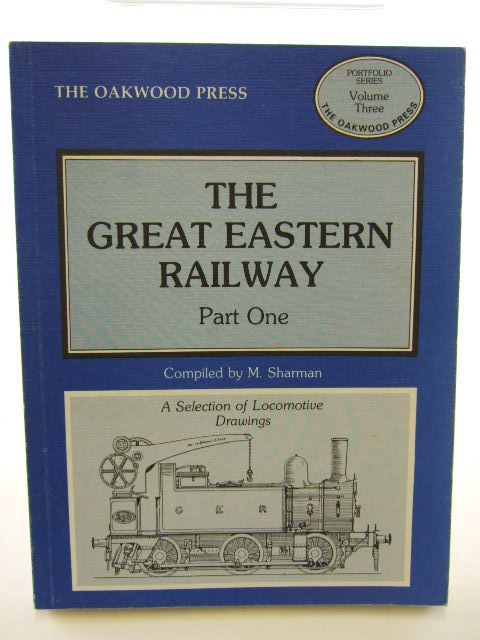 THE OAKWOOD PRESS
PORTFOLIO
SERIES
Volume
Three
THE OAKWOOD PRESS
THE
GREAT EASTERN
RAILWAY
Part One
Compiled by M. Sharman
A Selection of Locomotive
Drawings
G E R